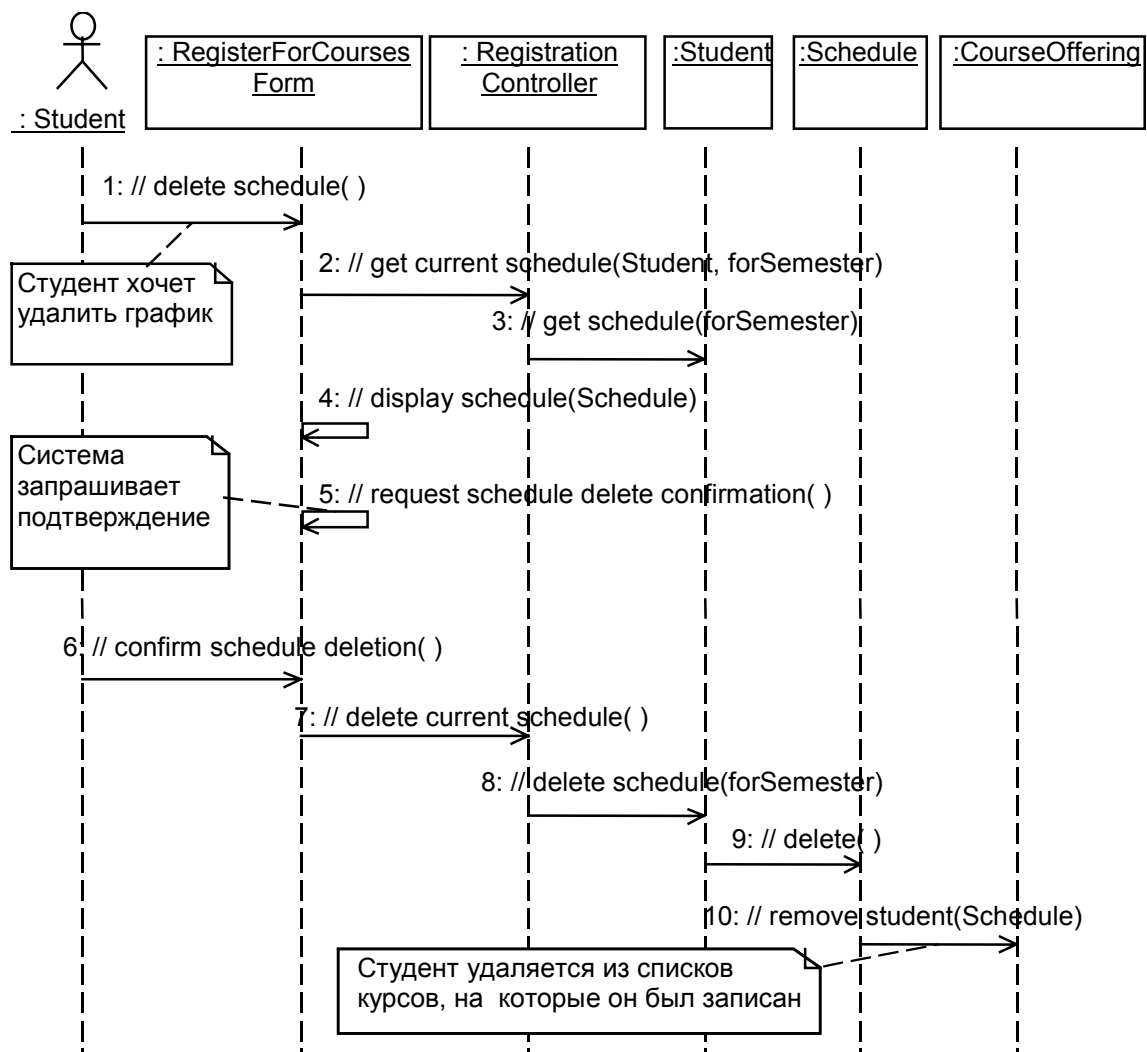 : Student
: RegisterForCourses
Form
: Registration
Controller
:Student
:Schedule
:CourseOffering
1: // delete schedule( )
Студент хочет
удалить график
2: // get current schedule(Student, forSemester)
3: // get schedule(forSemester)
4: // display schedule(Schedule)
Система
запрашивает
подтверждение
5: // request schedule delete confirmation( )
6: // confirm schedule deletion( )
7: // delete current schedule( )
8: // delete schedule(forSemester)
9: // delete( )
10: // remove student(Schedule)
Студент удаляется из списков
курсов, на которые он был записан